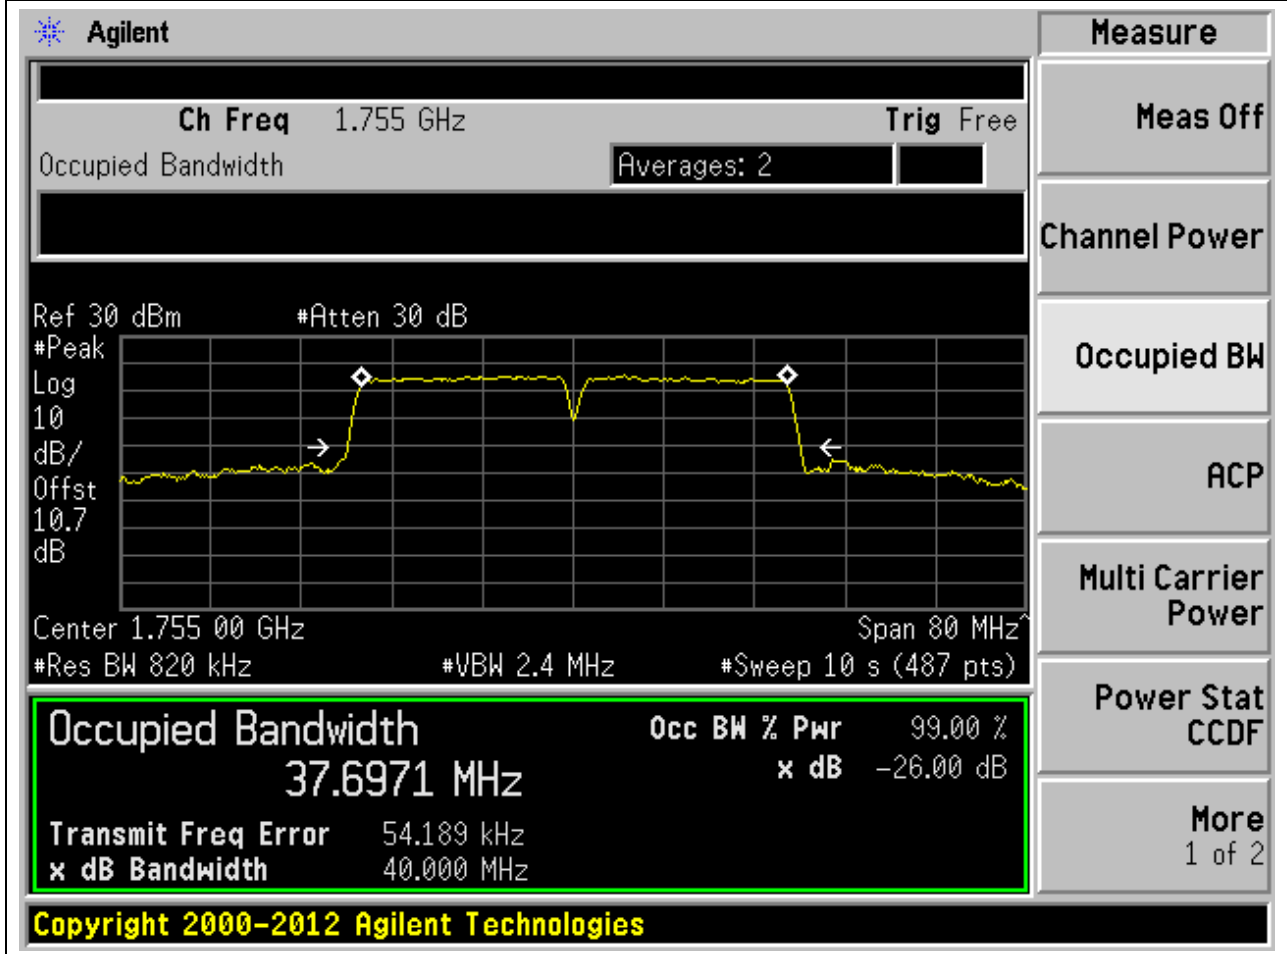 Agilent
Measure
Ch Freq 1.755 GHz Trig Free
Meas Off
Occupied Bandwidth Averages: 2
Channel Power
Ref 30 dBm #Atten 30 dB
#Peak
Log
10
dB/
Offst
10.7
dB
Occupied BW
ACP
Center 1.755 00 GHz Span 80 MHz^
#Res BW 820 kHz #VBW 2.4 MHz #Sweep 10 s (487 pts)
Multi Carrier
Power
Occupied Bandwidth Occ BW % Pwr 99.00 %
37.6971 MHz x dB -26.00 dB
Power Stat
CCDF
Transmit Freq Error 54.189 kHz
x dB Bandwidth 40.000 MHz
More
1 of 2
Copyright 2000-2012 Agilent Technologies